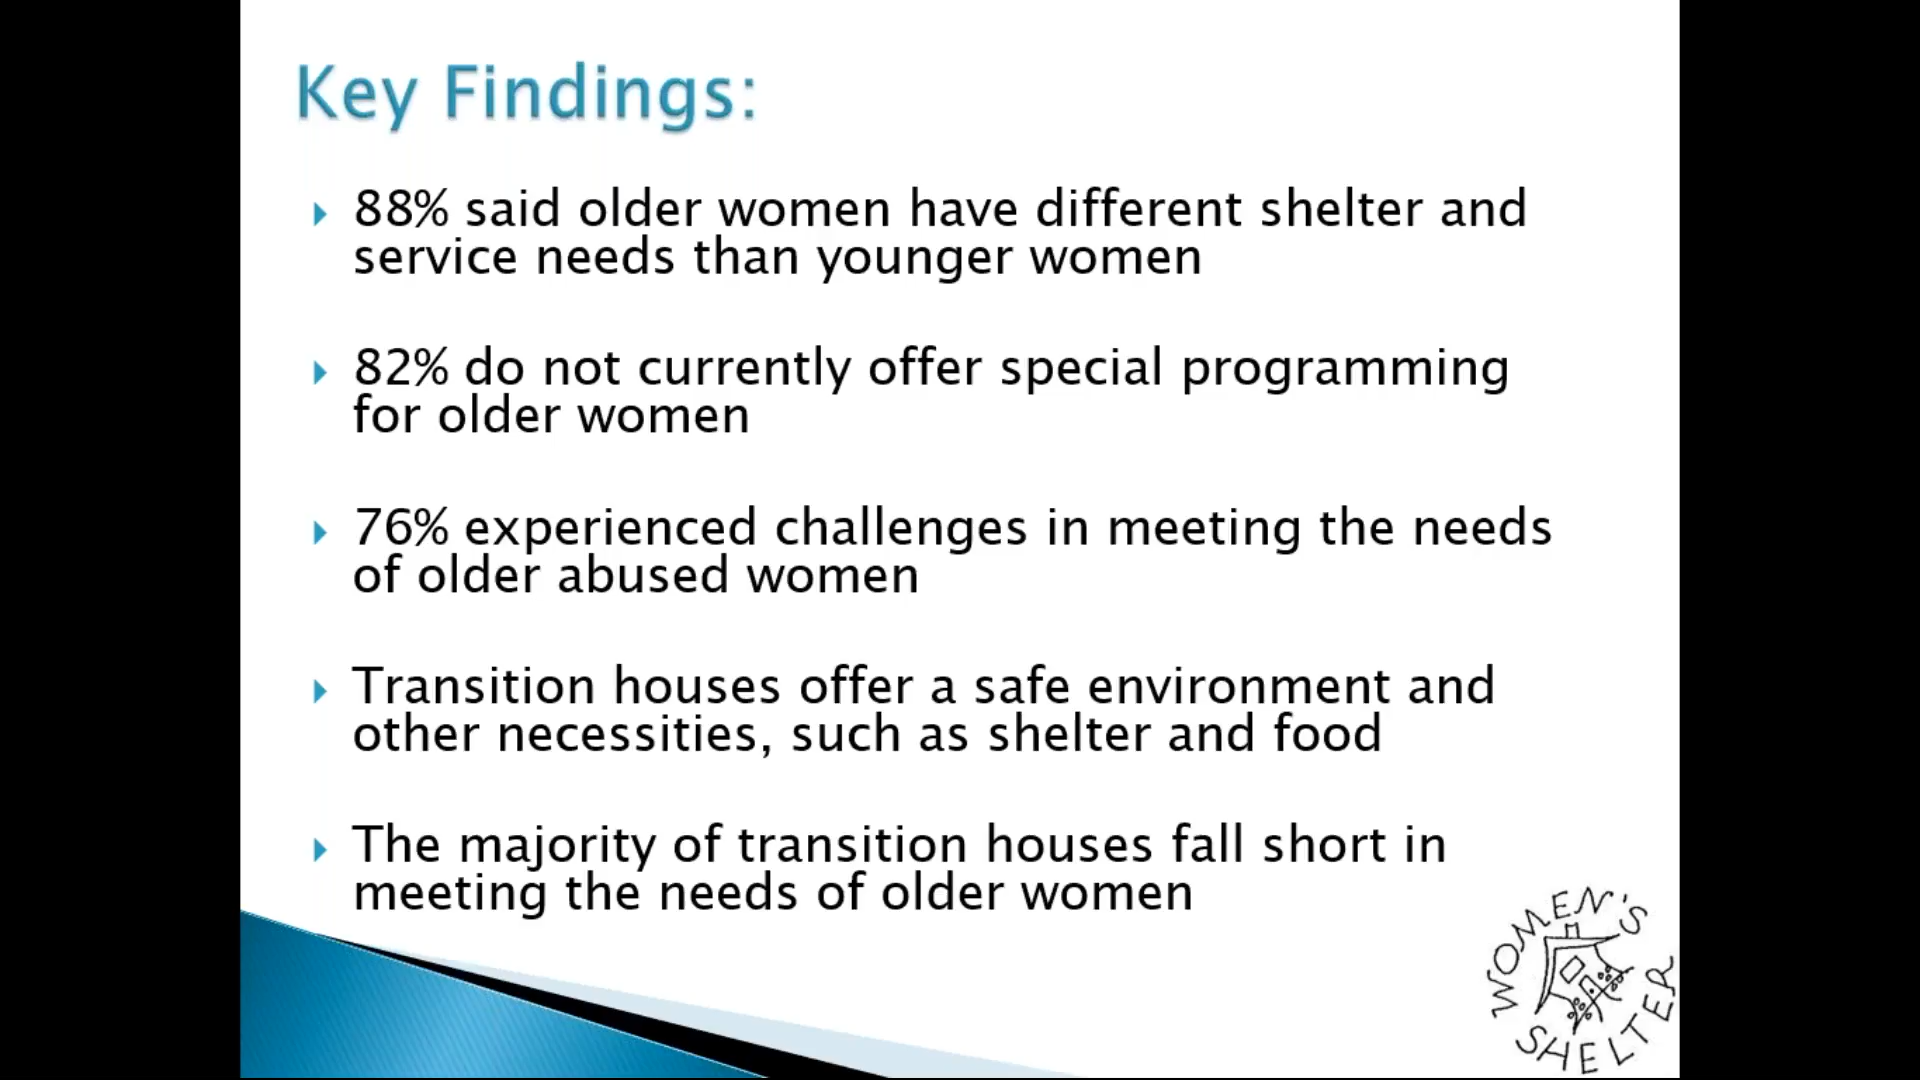 Key Findings:
88% said older women have different shelter and
service needs than younger women
82% do not currently offer special programming
for older women
76% experienced challenges in meeting the needs
of older abused women
Transition houses offer a safe environment and
other necessities, such as shelter and food
The majority of transition houses fall short in
meeting the needs of older women
WOMEN'S
SHELTER